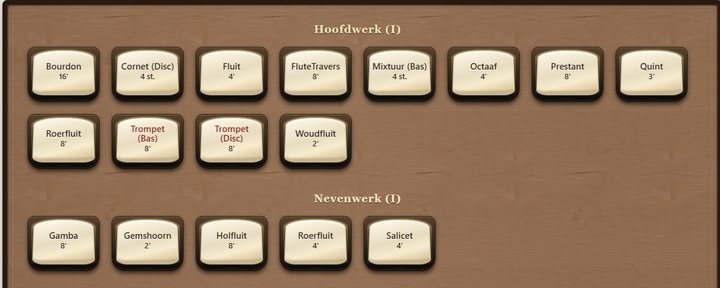 Hoofdwerk (I)
Bourdon
16'
Cornet (Disc)
4 st.
Fluit
4'
FluteTravers
8'
Mixtuur (Bas)
4 st.
Octaaf
4'
Prestant
8'
Quint
3'
Roerfluit
8'
Trompet
(Bas)
8'
Trompet
(Disc)
8'
Woudfluit
2'
Nevenwerk (I)
Gamba
8'
Gemshoorn
2'
Holfluit
8'
Roerfluit
4'
Salicet
4'